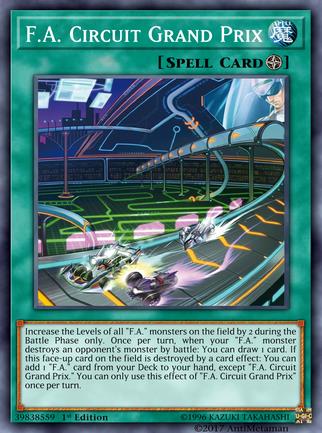 F.A. Circuit Grand Prix
魔
[Spell Card]
Increase the Levels of all "F.A." monsters on the field by 2 during the
Battle Phase only. Once per turn, when your "F.A." monster
destroys an opponent's monster by battle: You can draw 1 card. If
this face-up card on the field is destroyed by a card effect: You can
add 1 "F.A." card from your Deck to your hand, except "F.A. Circuit
Grand Prix." You can only use this effect of "F.A. Circuit Grand Prix"
once per turn.
39838559 1st Edition ©1996 KAZUKI TAKAHASHI
©2017 AntiMetaman